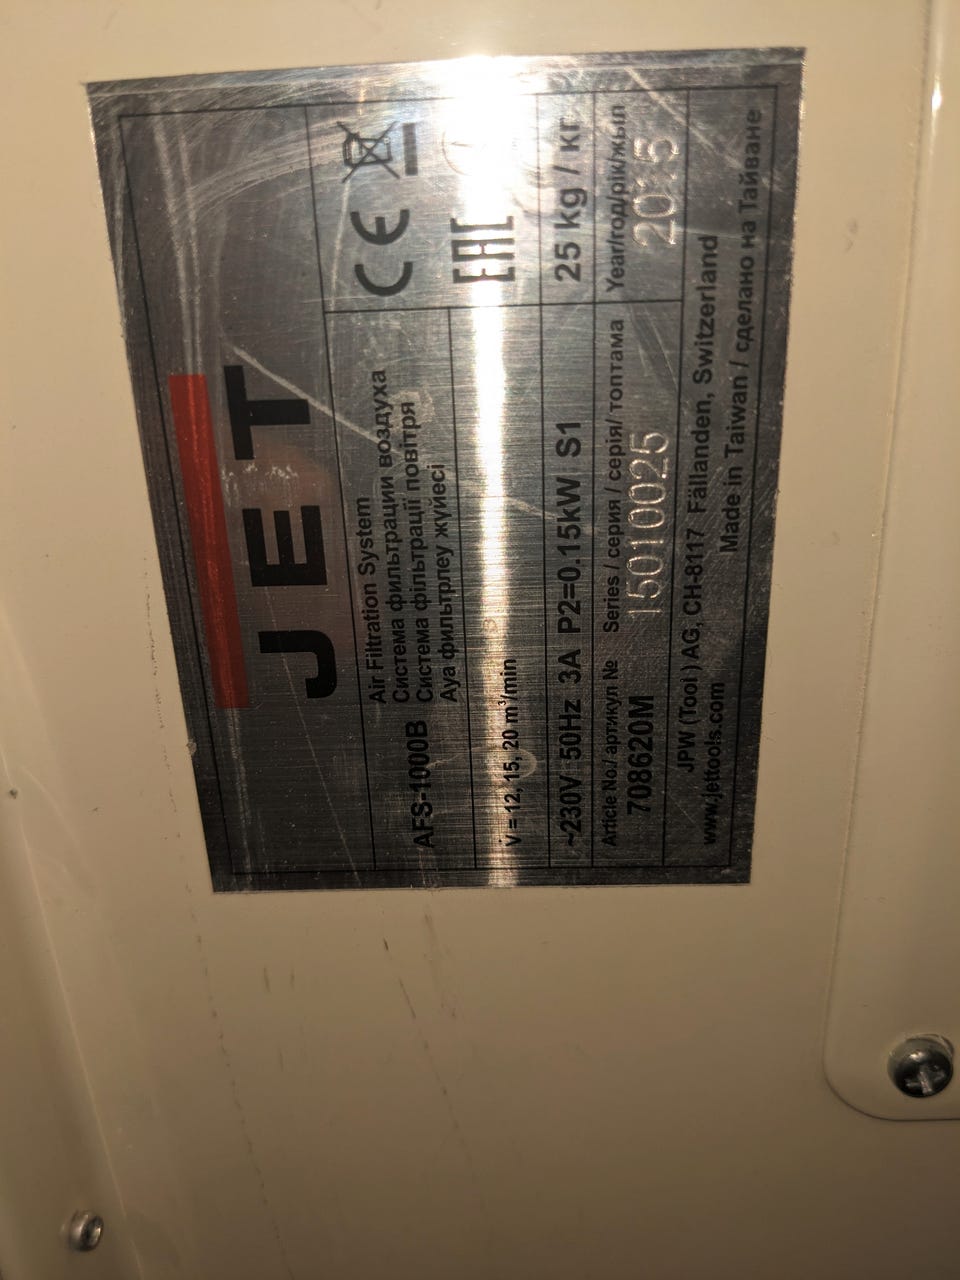 JET
AFS-1000B
Air Filtration System
Система фильтрации воздуха
Система фільтрації повітря
Ауа фильтрлеу жүйесі
CE
EAC
V = 12, 15, 20 m³/min
~230V 50Hz 3A P2=0.15kW S1
25 kg / кг
Article No./ артикул №
708620M
Series / серия / серія/ топтама
15010025
Year/год/рік/жыл
2015
JPW (Tool ) AG, CH-8117 Fällanden, Switzerland
www.jettools.com
Made in Taiwan / сделано на Тайване